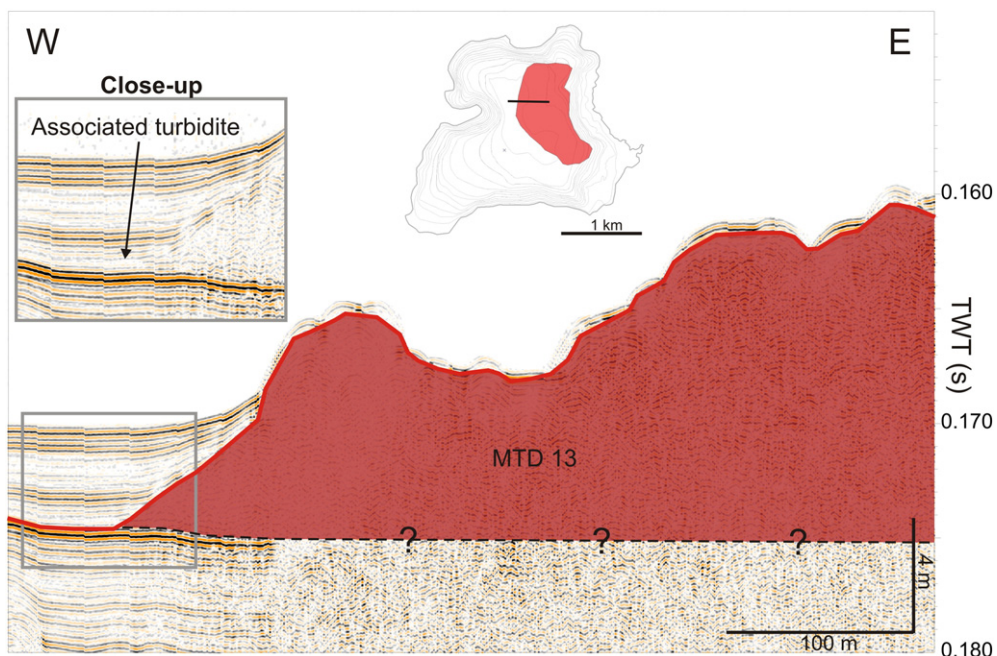 W
E
Close-up
Associated turbidite
1 km
0.160
TWT (s)
0.170
MTD 13
? ? ?
4 m
100 m
0.180